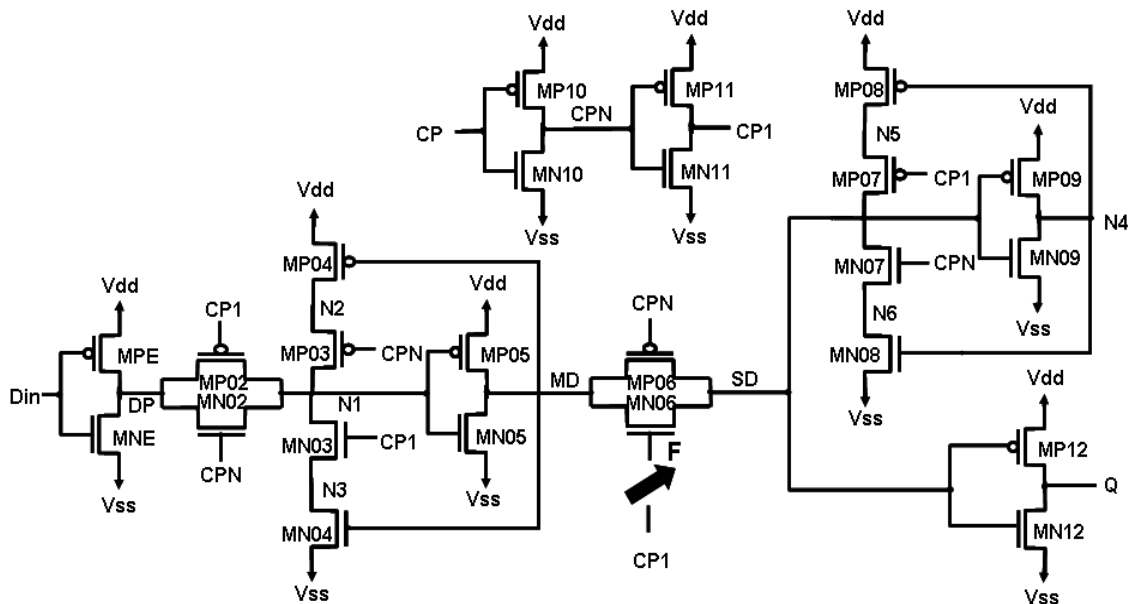 Vdd
Vdd
Vdd
MP10
MP11
MP08
CPN
Vdd
CP
CP1
N5
MN10
MN11
MP07
CP1
MP09
Vdd
Vss
Vss
N4
MN07
CPN
MN09
MP04
CPN
N6
Vdd
CP1
N2
Vdd
Vss
MN08
MPE
MP03
CPN
MP05
Vdd
MP02
MD
MP06
SD
Vss
Din
DP
MN02
N1
MN06
MNE
MN03
CP1
MN05
F
MP12
CPN
Q
Vss
N3
Vss
MN04
MN12
CP1
Vss
Vss